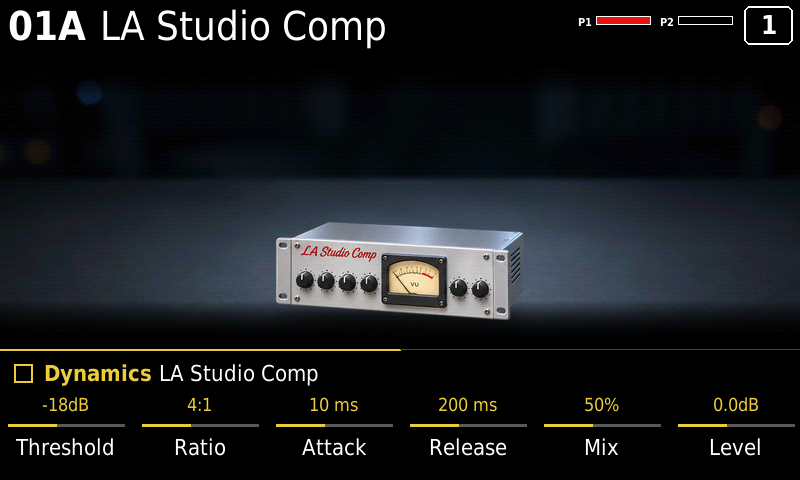 01A LA Studio Comp
P1 P2 1
LA Studio Comp
VU
Dynamics LA Studio Comp
-18dB 4:1 10 ms 200 ms 50% 0.0dB
Threshold Ratio Attack Release Mix Level